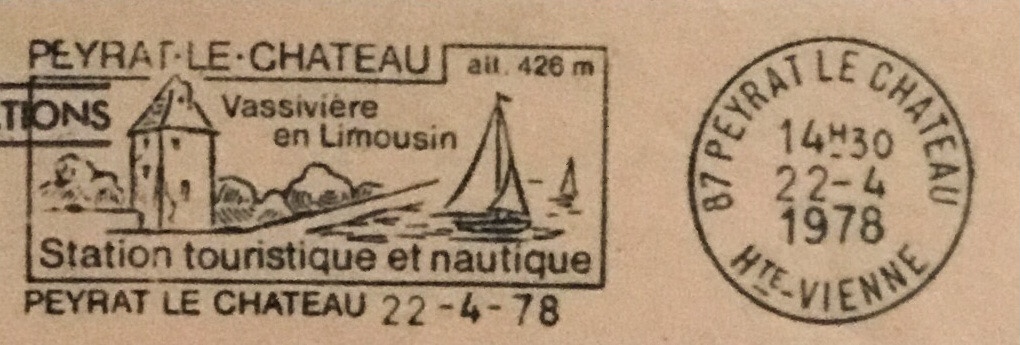 PEYRAT·LE·CHATEAU
alt. 426 m
TIONS
Vassivière
en Limousin
Station touristique et nautique
PEYRAT LE CHATEAU 22-4-78
87 PEYRAT LE CHATEAU
14H30
22-4
1978
HTE-VIENNE